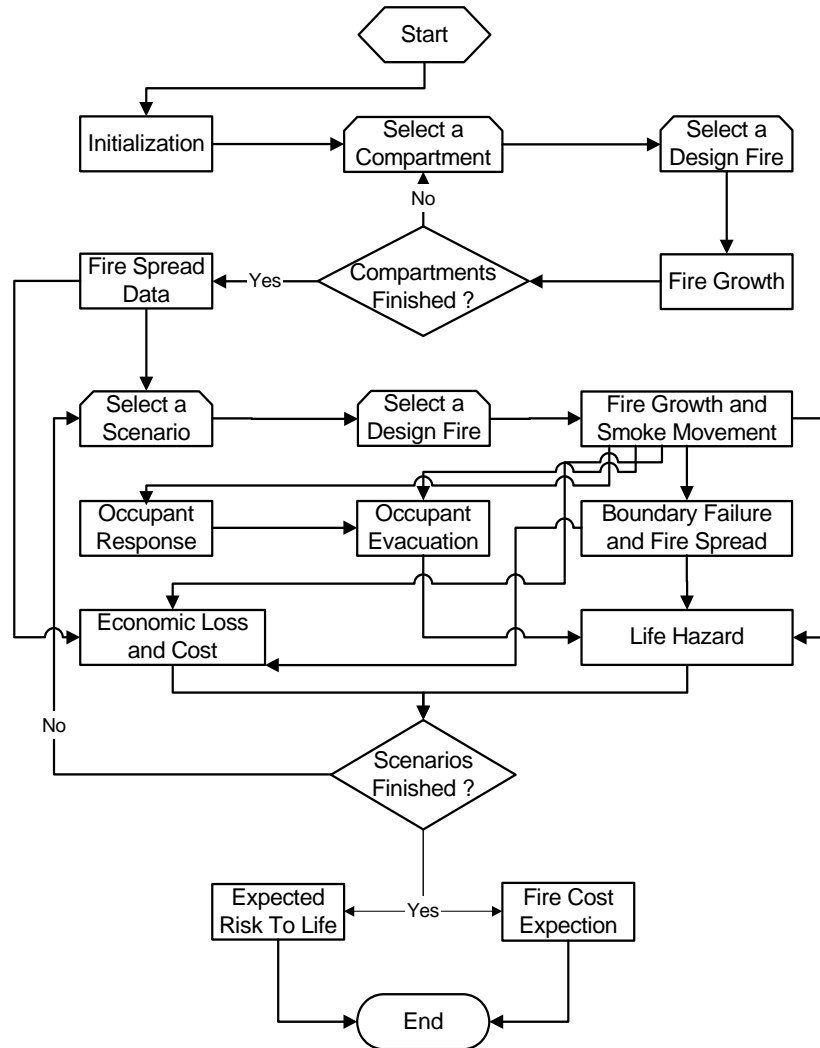 Start
Initialization
Select a
Compartment
Select a
Design Fire
No
Fire Spread
Data
Yes
Compartments
Finished ?
Fire Growth
Select a
Scenario
Select a
Design Fire
Fire Growth and
Smoke Movement
Occupant
Response
Occupant
Evacuation
Boundary Failure
and Fire Spread
Economic Loss
and Cost
Life Hazard
No
Scenarios
Finished ?
Expected
Risk To Life
Yes
Fire Cost
Expection
End